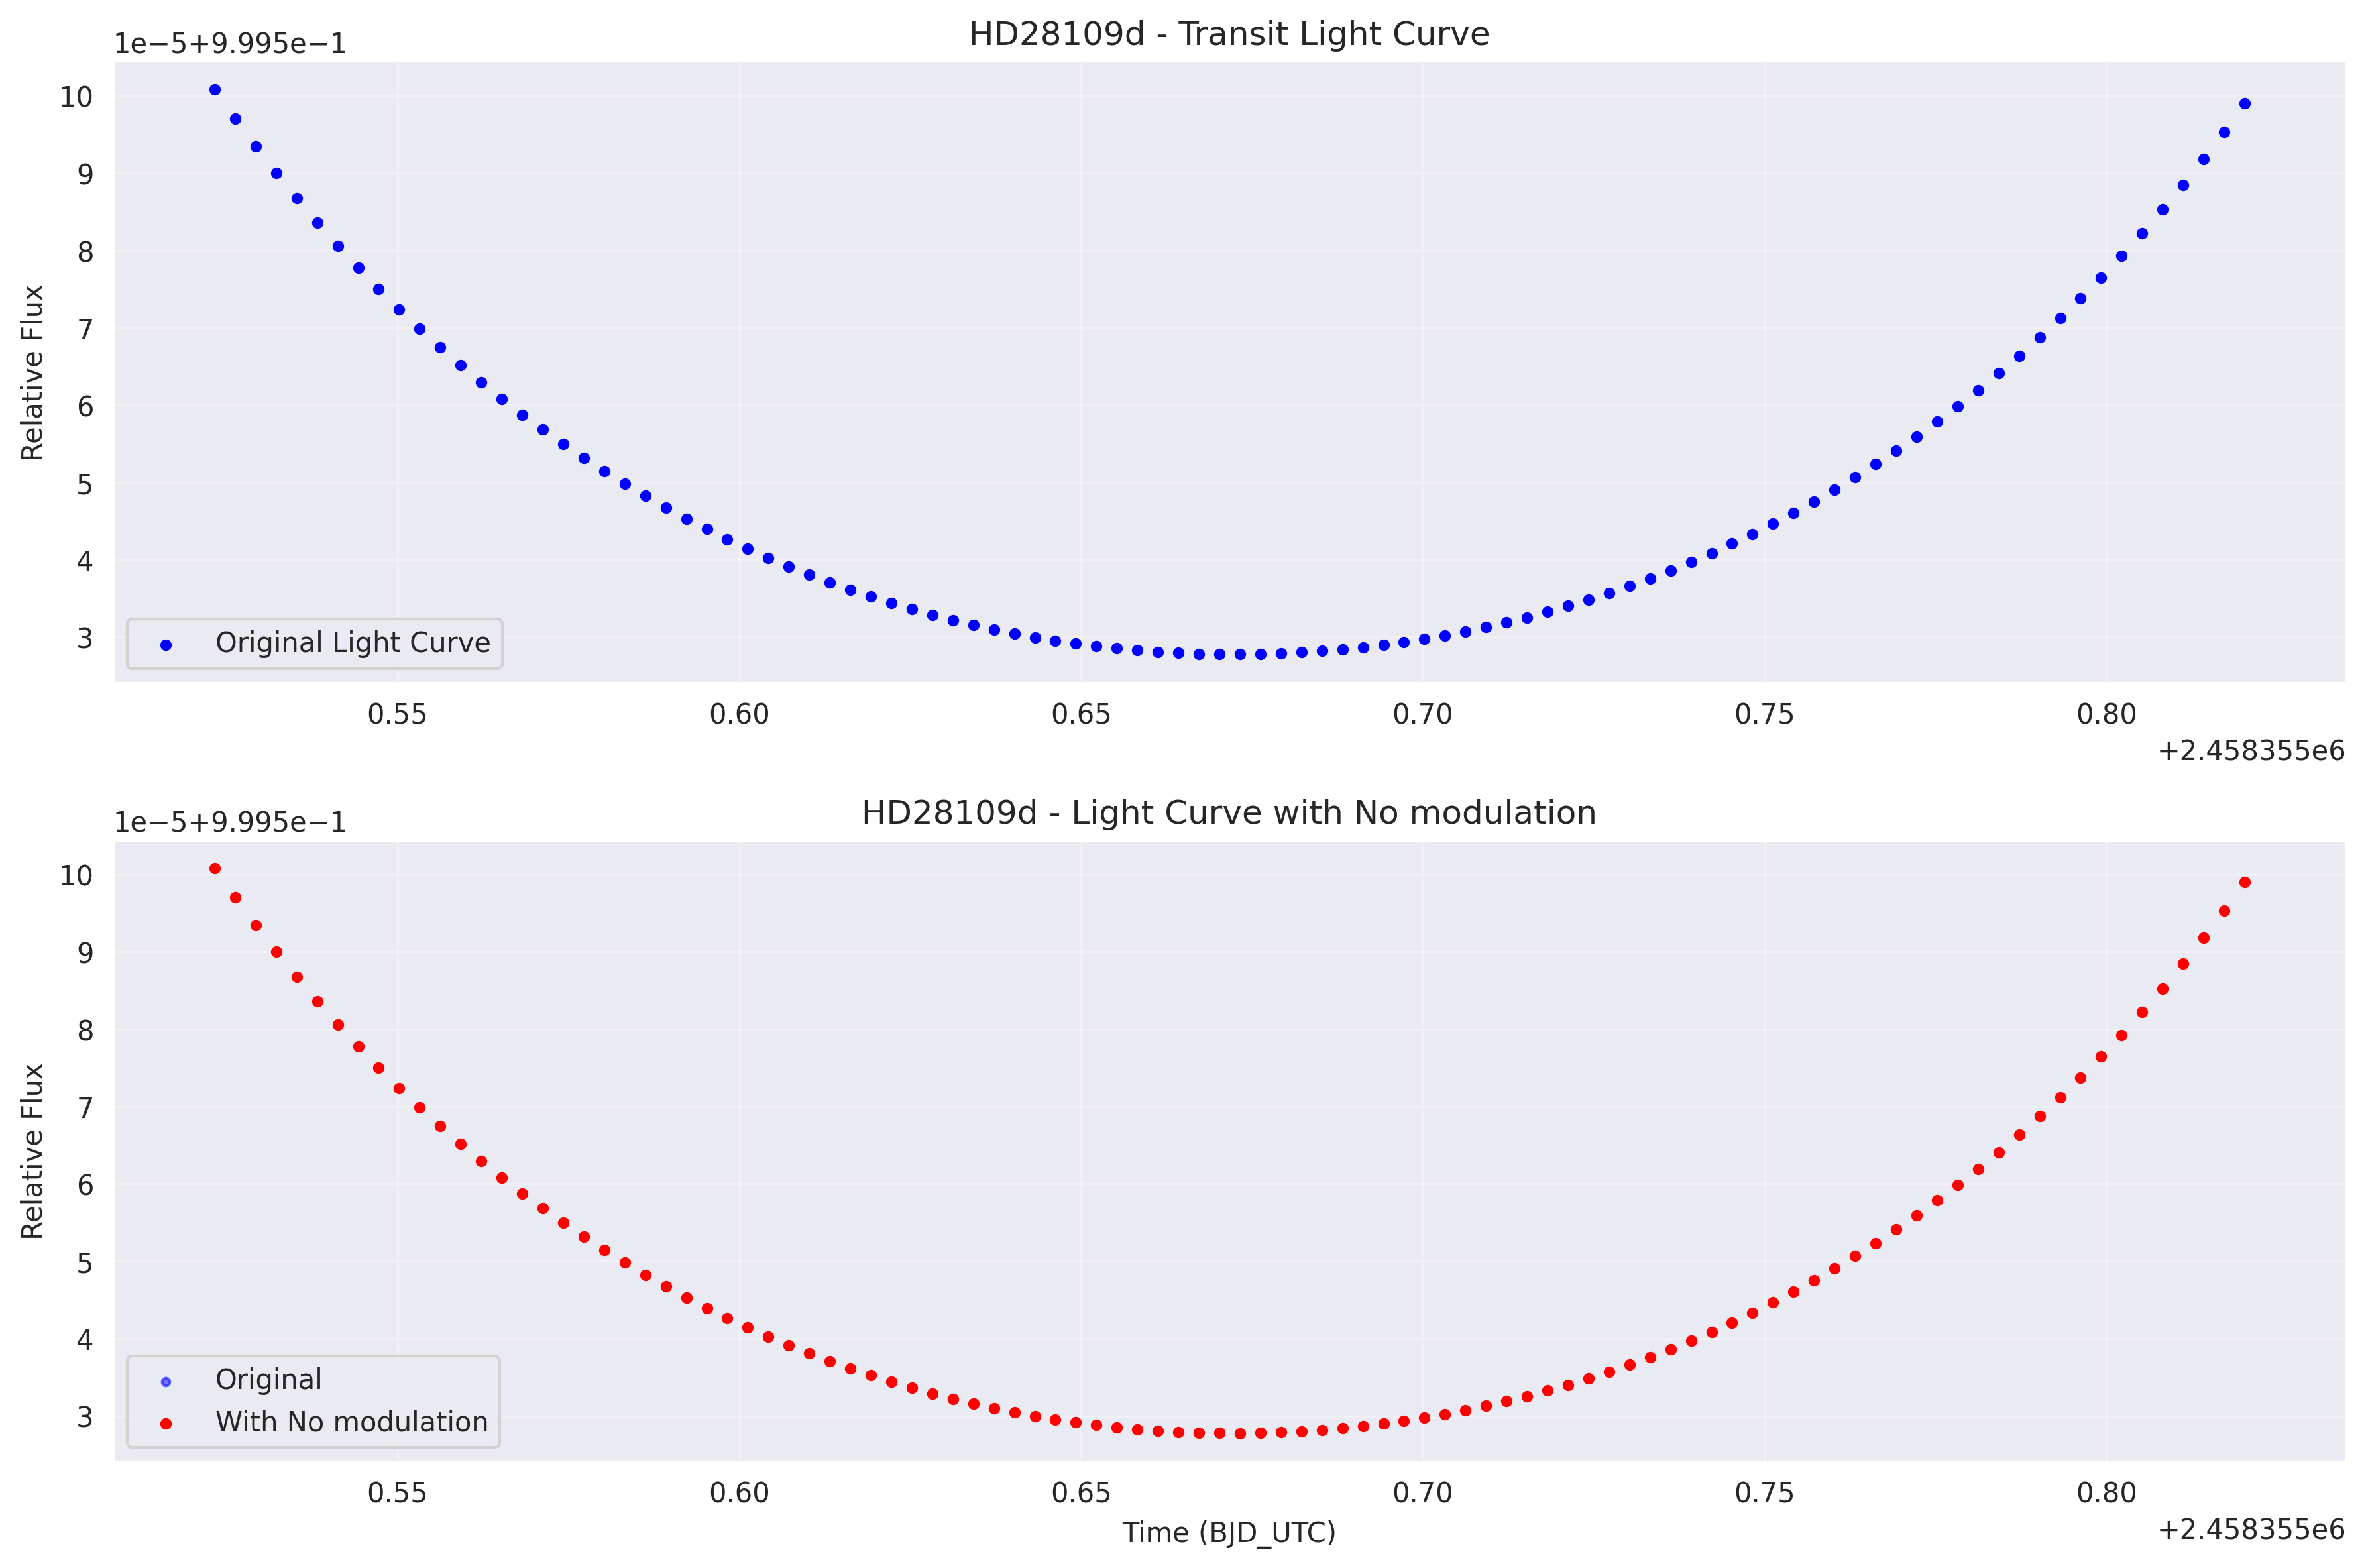 HD28109d - Transit Light Curve
1e−5+9.995e−1
10
9
8
7
6
5
4
3
Relative Flux
Original Light Curve
0.55 0.60 0.65 0.70 0.75 0.80
+2.458355e6
HD28109d - Light Curve with No modulation
1e−5+9.995e−1
10
9
8
7
6
5
4
3
Relative Flux
Original
With No modulation
0.55 0.60 0.65 0.70 0.75 0.80
Time (BJD_UTC)
+2.458355e6